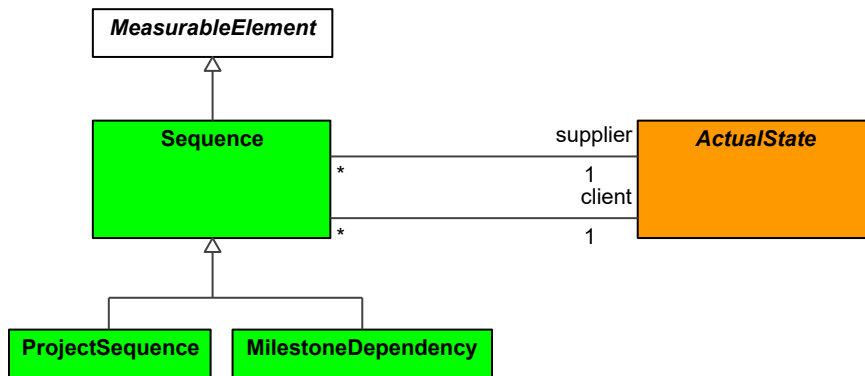 MeasurableElement
Sequence
supplier
ActualState
*
1
client
*
1
ProjectSequence
MilestoneDependency